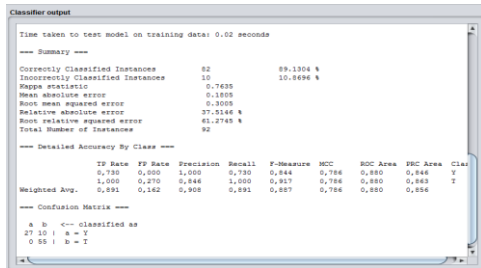 Classifier output
Time taken to test model on training data: 0.02 seconds
=== Summary ===
Correctly Classified Instances 82 89.1304 %
Incorrectly Classified Instances 10 10.8696 %
Kappa statistic 0.7635
Mean absolute error 0.1805
Root mean squared error 0.3005
Relative absolute error 37.5146 %
Root relative squared error 61.2745 %
Total Number of Instances 92
=== Detailed Accuracy By Class ===
TP Rate FP Rate Precision Recall F-Measure MCC ROC Area PRC Area Clas
0,730 0,000 1,000 0,730 0,844 0,786 0,880 0,846 Y
1,000 0,270 0,846 1,000 0,917 0,786 0,880 0,863 T
Weighted Avg. 0,891 0,162 0,908 0,891 0,887 0,786 0,880 0,856
=== Confusion Matrix ===
a b <-- classified as
27 10 | a = Y
0 55 | b = T